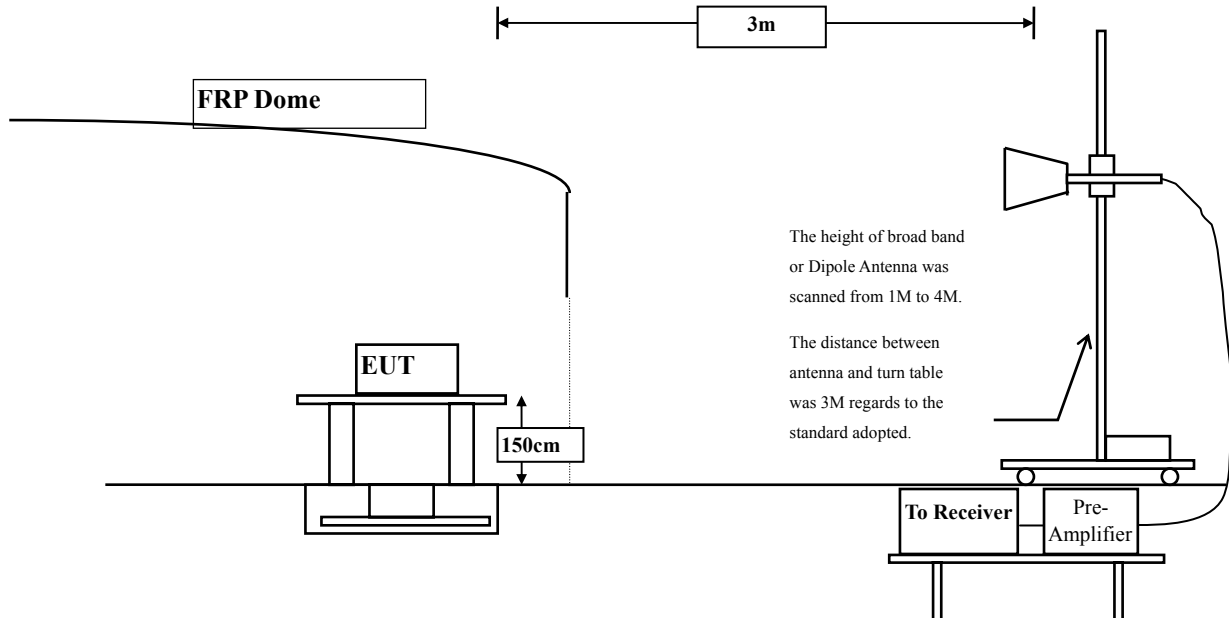 3m
FRP Dome
The height of broad band
or Dipole Antenna was
scanned from 1M to 4M.
The distance between
antenna and turn table
was 3M regards to the
standard adopted.
EUT
150cm
To Receiver
Pre-
Amplifier